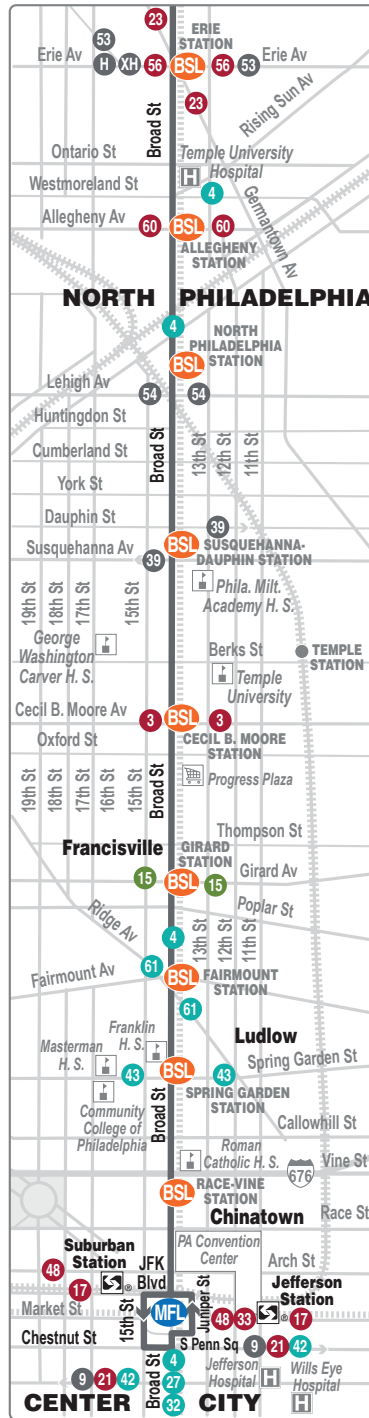 23
53
ERIE
STATION
Erie Av
H
XH
56
BSL
56
53
Erie Av
23
Broad St
Rising Sun Av
Ontario St
Temple University
Hospital
H
Westmoreland St
4
Germantown Av
Allegheny Av
60
BSL
60
ALLEGHENY
STATION
NORTH PHILADELPHIA
4
NORTH
PHILADELPHIA
STATION
BSL
Lehigh Av
54
54
Huntingdon St
Broad St
13th St
12th St
11th St
Cumberland St
York St
Dauphin St
39
Susquehanna Av
BSL
SUSQUEHANNA-
DAUPHIN STATION
39
19th St
18th St
17th St
15th St
Phila. Milt.
Academy H. S.
George
Washington
Carver H. S.
Berks St
TEMPLE
STATION
Temple
University
Cecil B. Moore Av
3
BSL
3
Oxford St
CECIL B. MOORE
STATION
19th St
18th St
17th St
16th St
15th St
Broad St
Progress Plaza
Thompson St
Francisville
GIRARD
STATION
15
BSL
15
Girard Av
Ridge Av
Poplar St
4
13th St
12th St
11th St
61
Fairmount Av
BSL
FAIRMOUNT
STATION
61
Franklin
H. S.
Ludlow
Masterman
H. S.
43
BSL
43
Spring Garden St
SPRING GARDEN
STATION
Community
College of
Philadelphia
Broad St
Callowhill St
Roman
Catholic H. S.
676
Vine St
BSL
RACE-VINE
STATION
Chinatown
Race St
PA Convention
Center
Suburban
Station
JFK
Blvd
Arch St
48
17
®
Jefferson
Station
Market St
15th St
MFL
Juniper St
48
33
®
17
Chestnut St
S Penn Sq
9
21
42
Broad St
4
27
32
Jefferson
Hospital
H
Wills Eye
Hospital
H
9
21
42
CENTER CITY